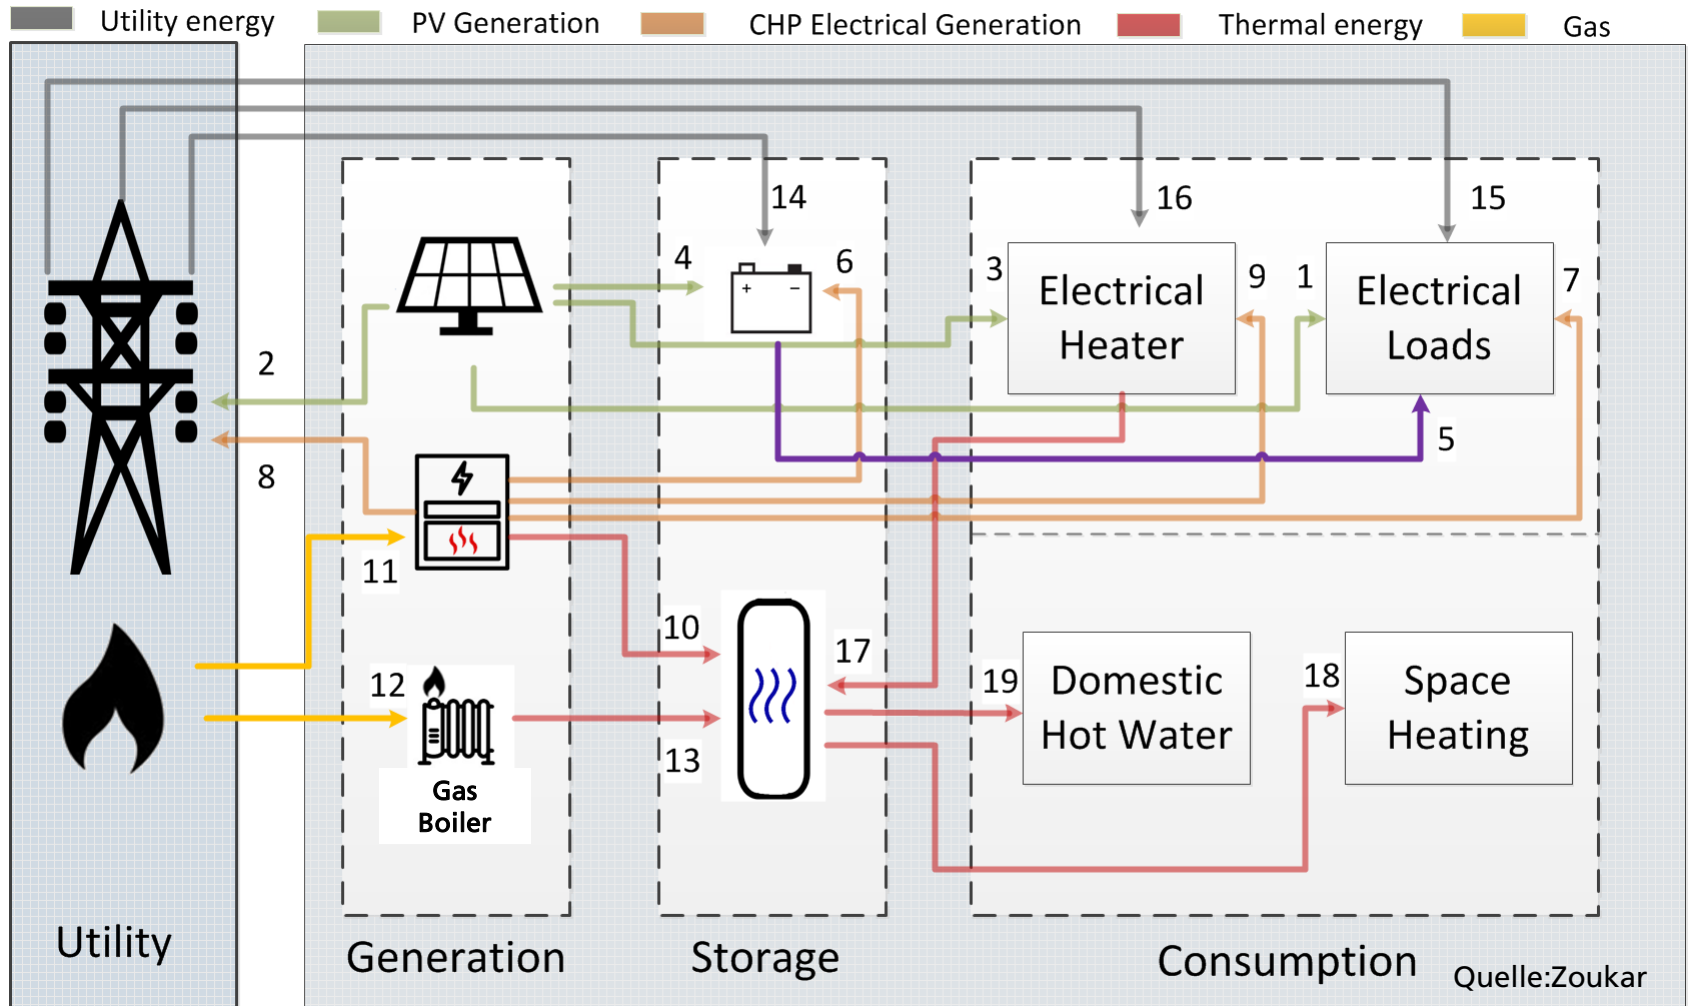 Utility energy
PV Generation
CHP Electrical Generation
Thermal energy
Gas
14
16
15
4
6
3
9
1
7
Electrical
Heater
Electrical
Loads
+ −
2
5
8
11
10
17
12
19
18
Domestic
Hot Water
Space
Heating
13
Gas
Boiler
Utility
Generation
Storage
Consumption
Quelle:Zoukar